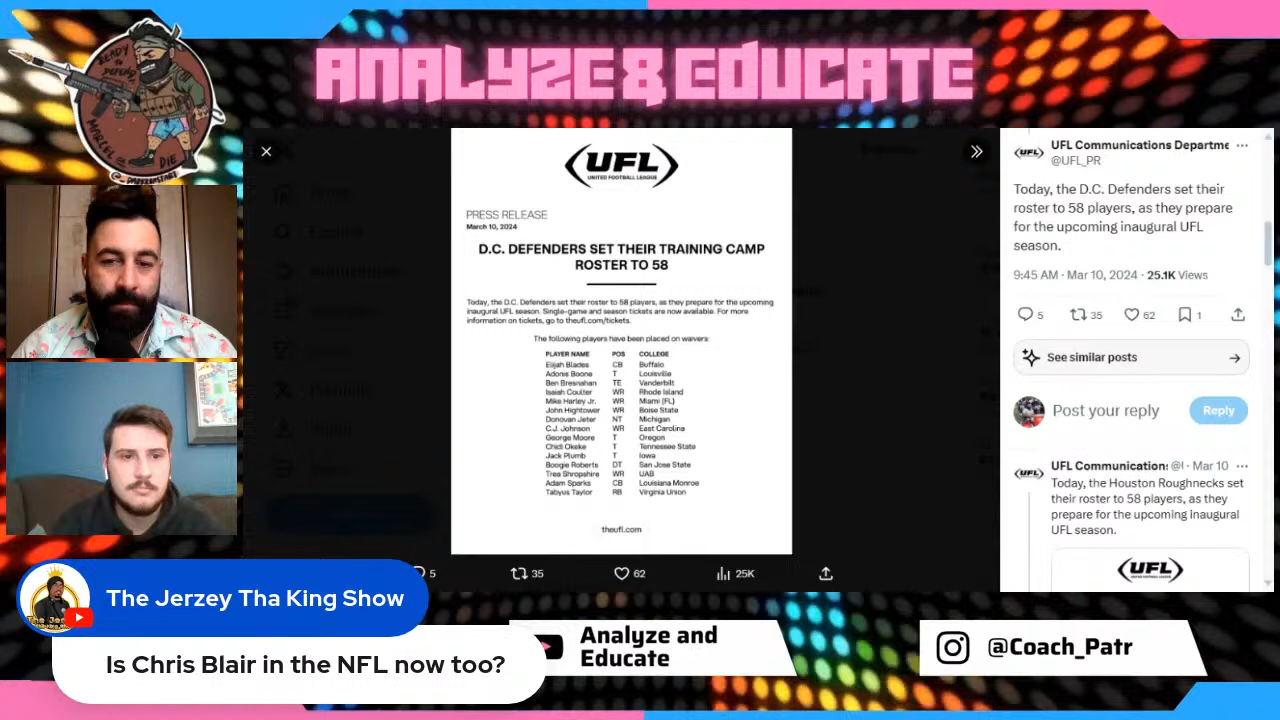 ANALYZE & EDUCATE
READY TO DEFEND
MARCEL @ DIE
UFL
UNITED FOOTBALL LEAGUE
PRESS RELEASE
March 10, 2024
D.C. DEFENDERS SET THEIR TRAINING CAMP
ROSTER TO 58
Today, the D.C. Defenders set their roster to 58 players, as they prepare for the upcoming
inaugural UFL season. Single-game and season tickets are now available. For more
information on tickets, go to theufl.com/tickets.
The following players have been placed on waivers:
PLAYER NAME POS COLLEGE
Elijah Blades CB Buffalo
Adonis Boone T Louisville
Ben Bresnahan TE Vanderbilt
Isaiah Coulter WR Rhode Island
Mike Harley Jr. WR Miami (FL)
John Hightower WR Boise State
Donovan Jeter NT Michigan
C.J. Johnson WR East Carolina
George Moore T Oregon
Chidi Okeke T Tennessee State
Jack Plumb T Iowa
Boogie Roberts DT San Jose State
Trea Shropshire WR UAB
Adam Sparks CB Louisiana Monroe
Tabyus Taylor RB Virginia Union
theufl.com
5 35 62 25K
UFL
UFL Communications Departme ...
@UFL_PR
Today, the D.C. Defenders set their
roster to 58 players, as they prepare
for the upcoming inaugural UFL
season.
9:45 AM · Mar 10, 2024 · 25.1K Views
5 35 62 1
See similar posts
Post your reply
Reply
UFL
UFL Communications @ · Mar 10 ...
Today, the Houston Roughnecks set
their roster to 58 players, as they
prepare for the upcoming inaugural
UFL season.
UFL
The Jerzey Tha King Show
Is Chris Blair in the NFL now too?
Analyze and
Educate
@Coach_Patr